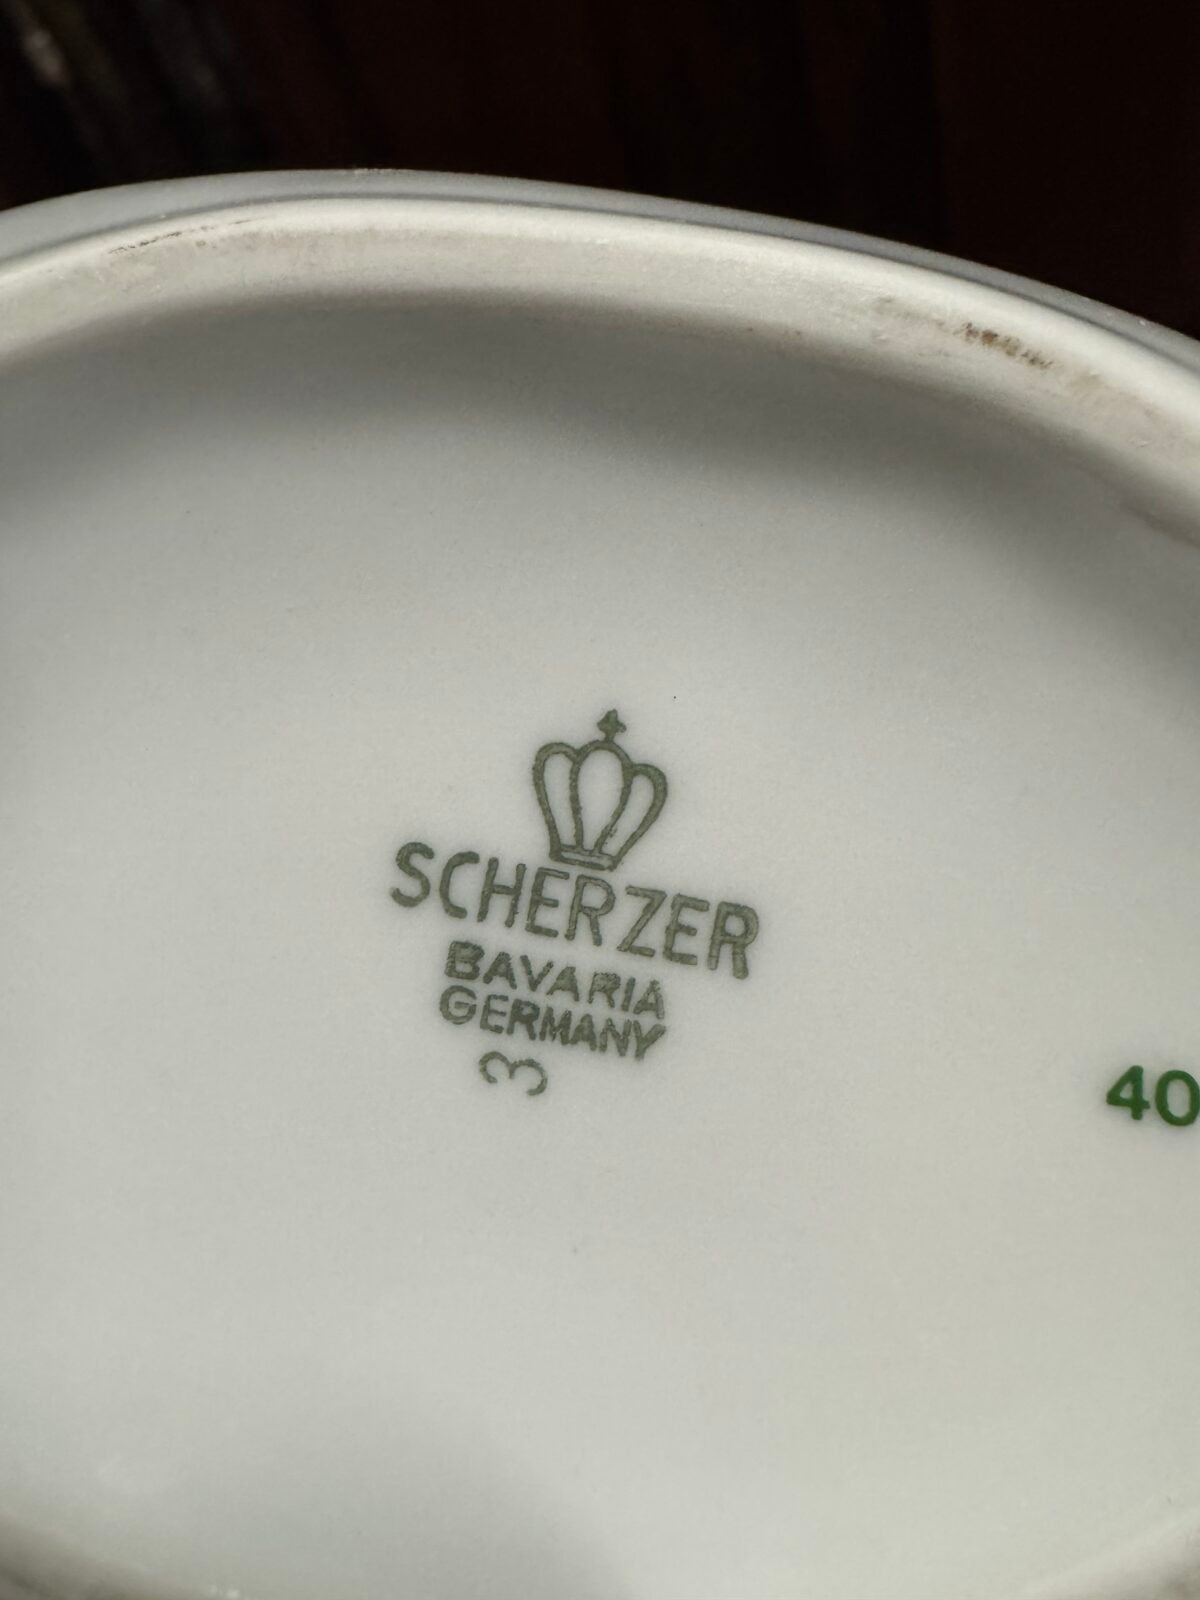 SCHERZER
BAVARIA
GERMANY
3
40